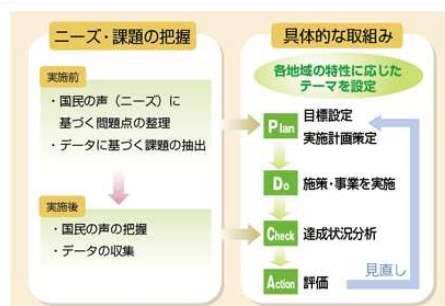 ニーズ・課題の把握
実施前
・国民の声（ニーズ）に
基づく問題点の整理
・データに基づく課題の抽出
実施後
・国民の声の把握
・データの収集
具体的な取組み
各地域の特性に応じた
テーマを設定
Plan 目標設定
実施計画策定
Do 施策・事業を実施
Check 達成状況分析
Action 評価
見直し